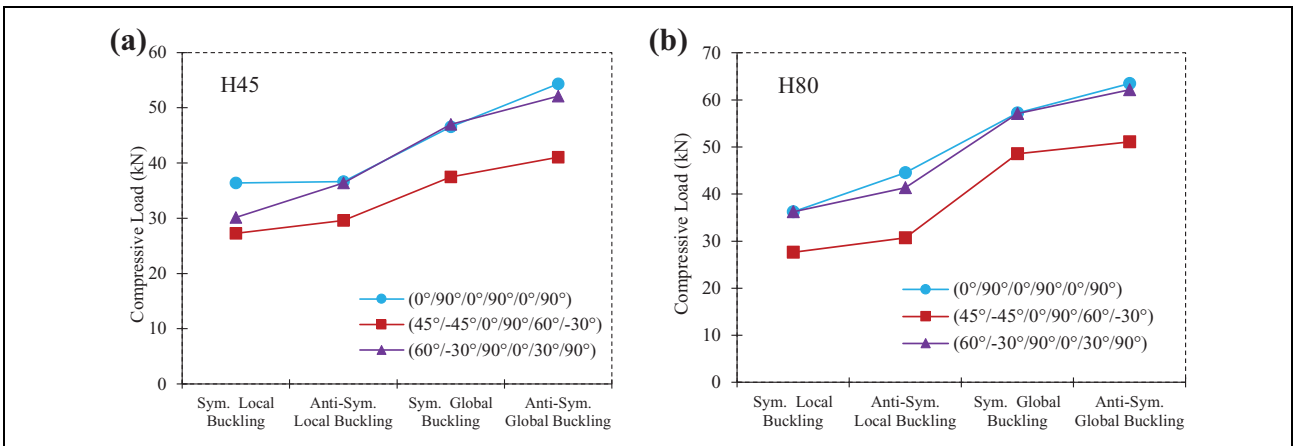 (a)
H45
Compressive Load (kN)
60
50
40
30
20
10
0
(0°/90°/0°/90°/0°/90°)
(45°/-45°/0°/90°/60°/-30°)
(60°/-30°/90°/0°/30°/90°)
Sym. Local
Buckling
Anti-Sym.
Local Buckling
Sym. Global
Buckling
Anti-Sym.
Global Buckling
(b)
H80
Compressive Load (kN)
70
60
50
40
30
20
10
0
(0°/90°/0°/90°/0°/90°)
(45°/-45°/0°/90°/60°/-30°)
(60°/-30°/90°/0°/30°/90°)
Sym. Local
Buckling
Anti-Sym.
Local Buckling
Sym. Global
Buckling
Anti-Sym.
Global Buckling